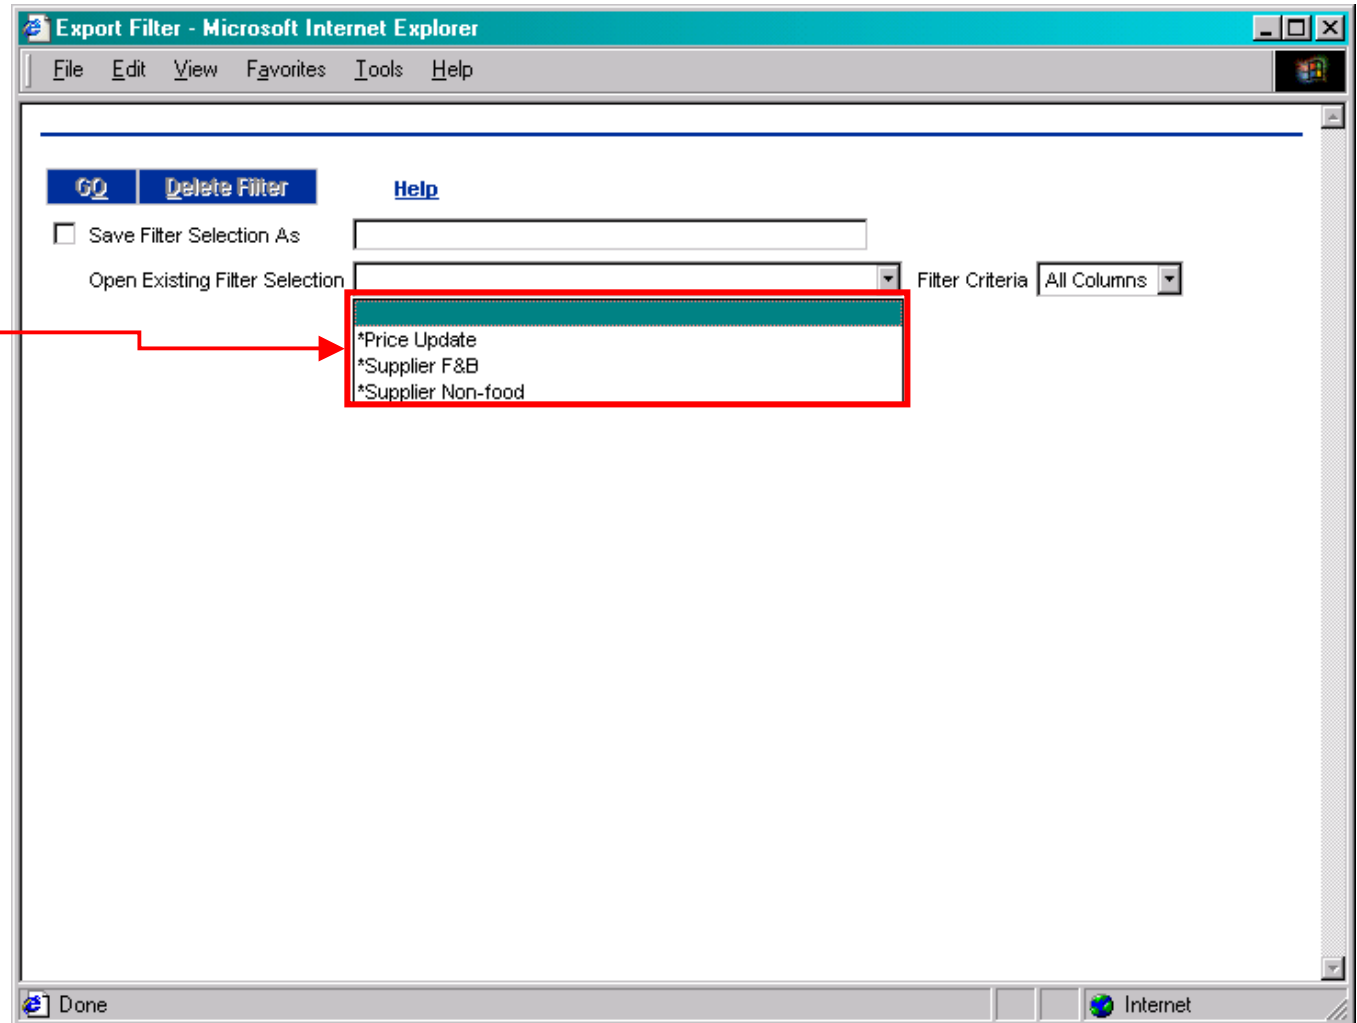 Export Filter - Microsoft Internet Explorer
File Edit View Favorites Tools Help
GO Delete Filter Help
Save Filter Selection As
Open Existing Filter Selection Filter Criteria All Columns
*Price Update
*Supplier F&B
*Supplier Non-food
Done Internet